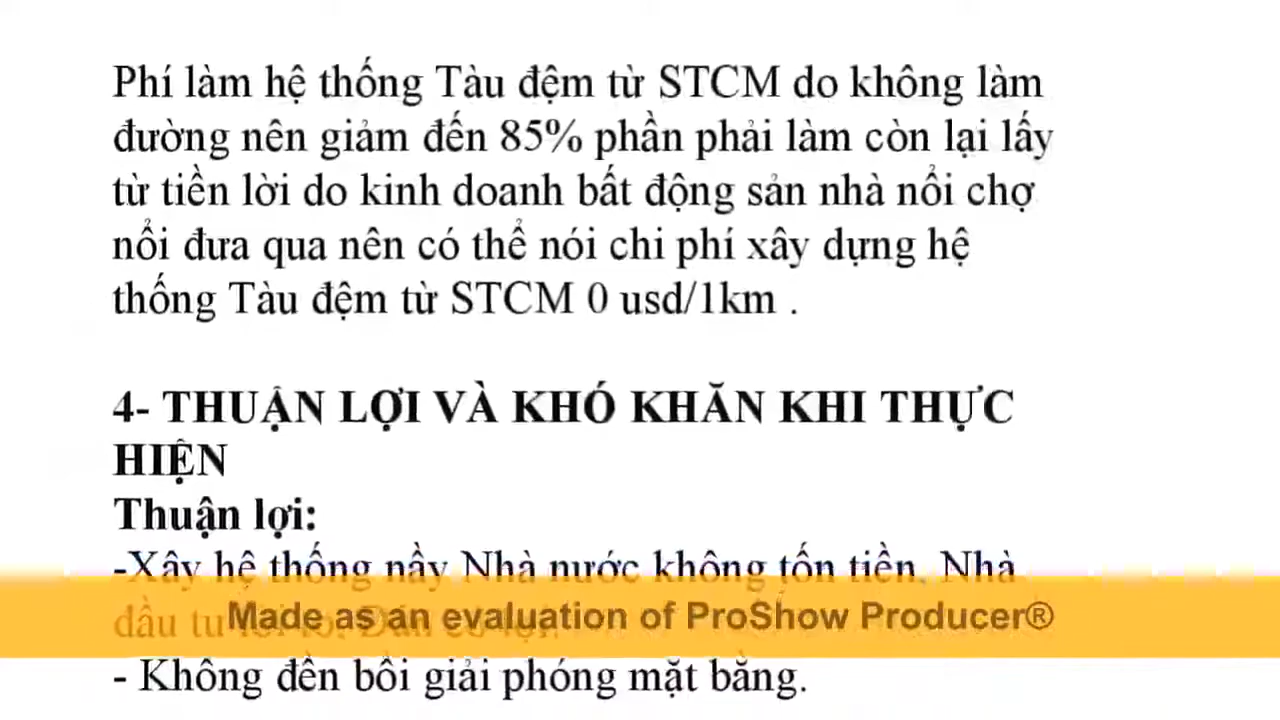 Phí làm hệ thống Tàu đệm từ STCM do không làm
đường nên giảm đến 85% phần phải làm còn lại lấy
từ tiền lời do kinh doanh bất động sản nhà nổi chợ
nổi đưa qua nên có thể nói chi phí xây dựng hệ
thống Tàu đệm từ STCM 0 usd/1km .
4- THUẬN LỢI VÀ KHÓ KHĂN KHI THỰC
HIỆN
Thuận lợi:
-Xây hệ thống nầy Nhà nước không tốn tiền, Nhà
đầu tư
Made as an evaluation of ProShow Producer®
- Không đền bồi giải phóng mặt bằng.